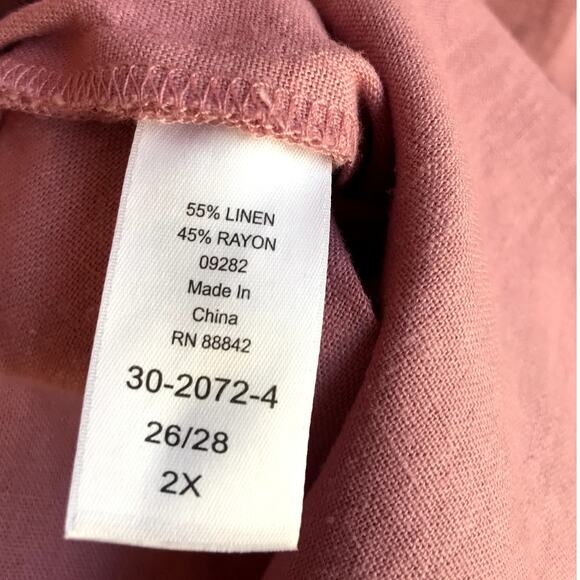 55% LINEN
45% RAYON
09282
Made In
China
RN 88842
30-2072-4
26/28
2X